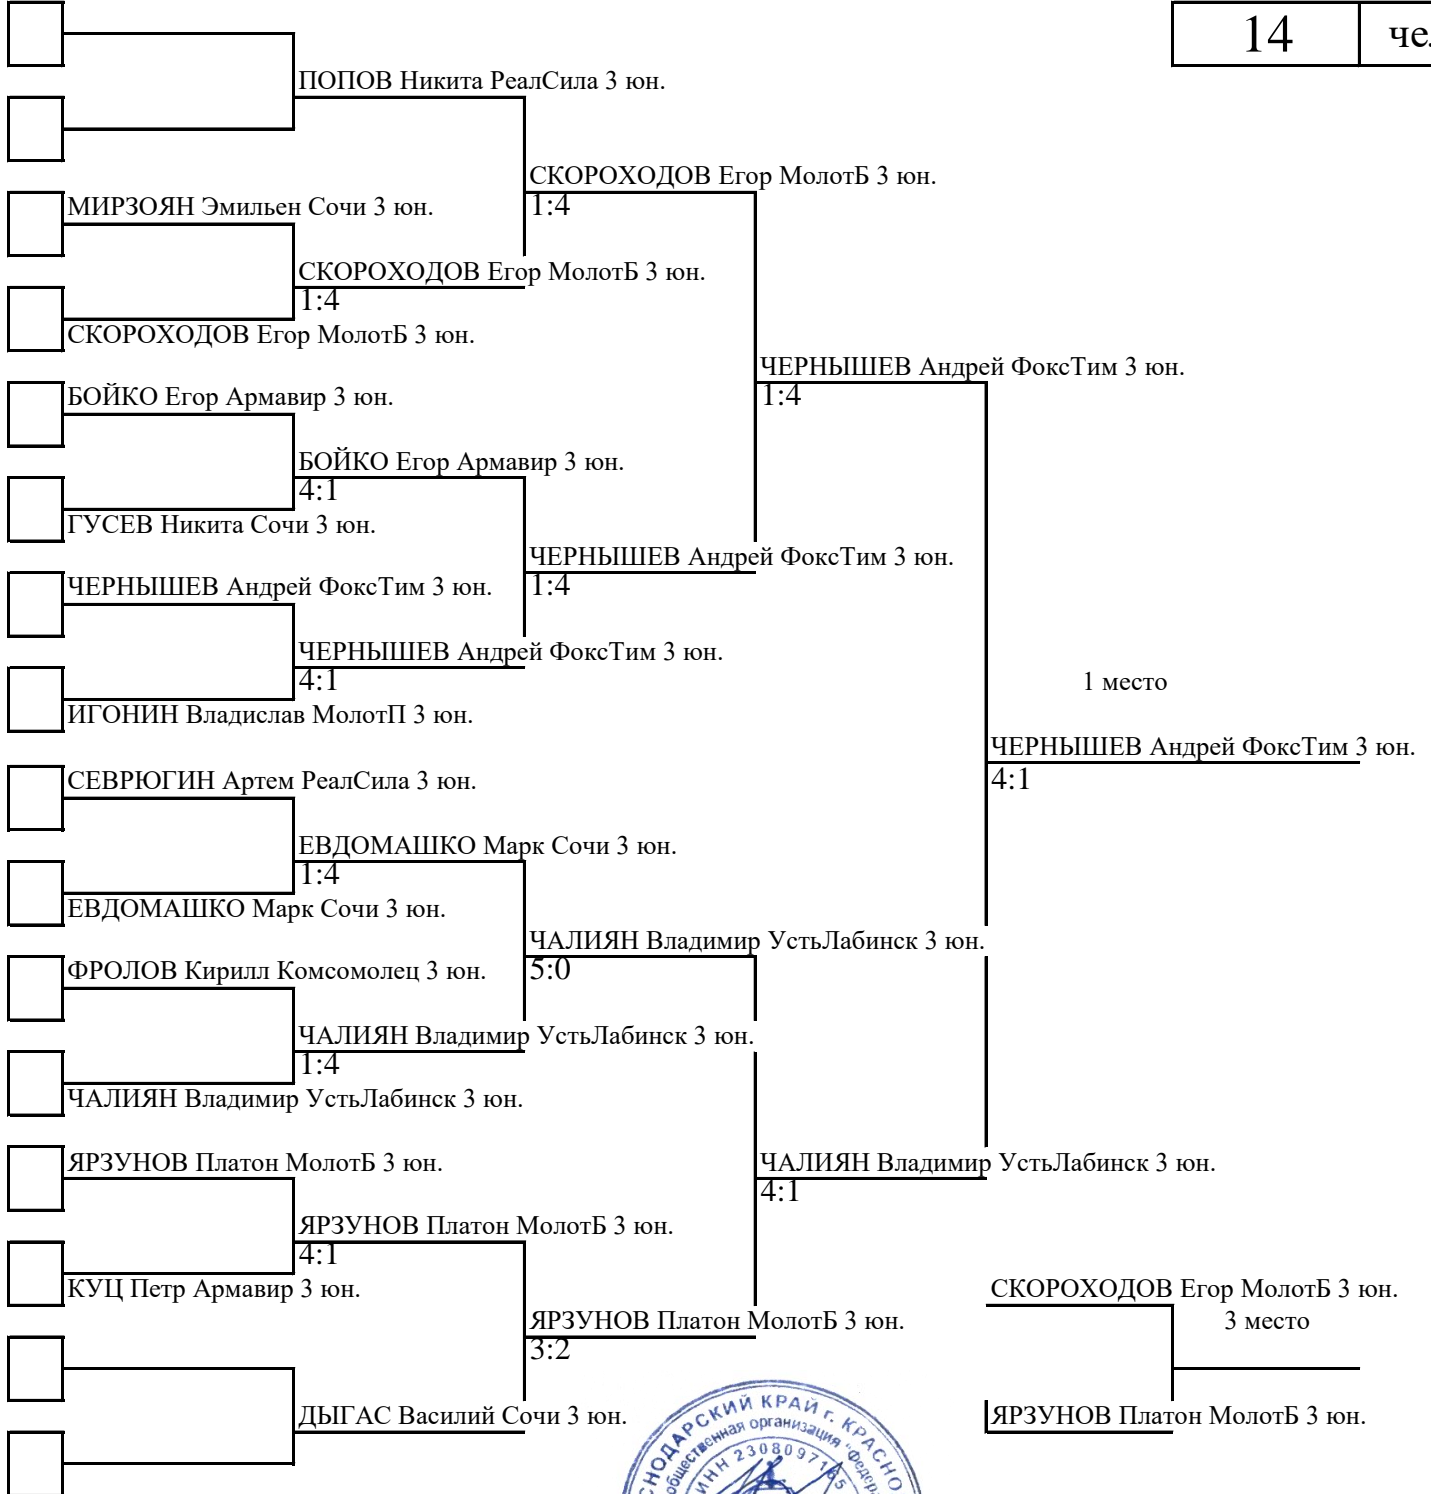 14
ПОПОВ Никита РеалСила 3 юн.
СКОРОХОДОВ Егор МолотБ 3 юн.
1:4
МИРЗОЯН Эмильен Сочи 3 юн.
СКОРОХОДОВ Егор МолотБ 3 юн.
1:4
СКОРОХОДОВ Егор МолотБ 3 юн.
ЧЕРНЫШЕВ Андрей ФоксТим 3 юн.
1:4
БОЙКО Егор Армавир 3 юн.
БОЙКО Егор Армавир 3 юн.
4:1
ГУСЕВ Никита Сочи 3 юн.
ЧЕРНЫШЕВ Андрей ФоксТим 3 юн.
1:4
ЧЕРНЫШЕВ Андрей ФоксТим 3 юн.
ЧЕРНЫШЕВ Андрей ФоксТим 3 юн.
4:1
ИГОНИН Владислав МолотП 3 юн.
1 место
ЧЕРНЫШЕВ Андрей ФоксТим 3 юн.
4:1
СЕВРЮГИН Артем РеалСила 3 юн.
ЕВДОМАШКО Марк Сочи 3 юн.
1:4
ЕВДОМАШКО Марк Сочи 3 юн.
ЧАЛИЯН Владимир УстьЛабинск 3 юн.
5:0
ФРОЛОВ Кирилл Комсомолец 3 юн.
ЧАЛИЯН Владимир УстьЛабинск 3 юн.
1:4
ЧАЛИЯН Владимир УстьЛабинск 3 юн.
ЯРЗУНОВ Платон МолотБ 3 юн.
ЧАЛИЯН Владимир УстьЛабинск 3 юн.
4:1
ЯРЗУНОВ Платон МолотБ 3 юн.
4:1
КУЦ Петр Армавир 3 юн.
СКОРОХОДОВ Егор МолотБ 3 юн.
3 место
ЯРЗУНОВ Платон МолотБ 3 юн.
3:2
ДЫГАС Василий Сочи 3 юн.
ЯРЗУНОВ Платон МолотБ 3 юн.
КРАЙ г.
общественная организация
ИНН 2308097165